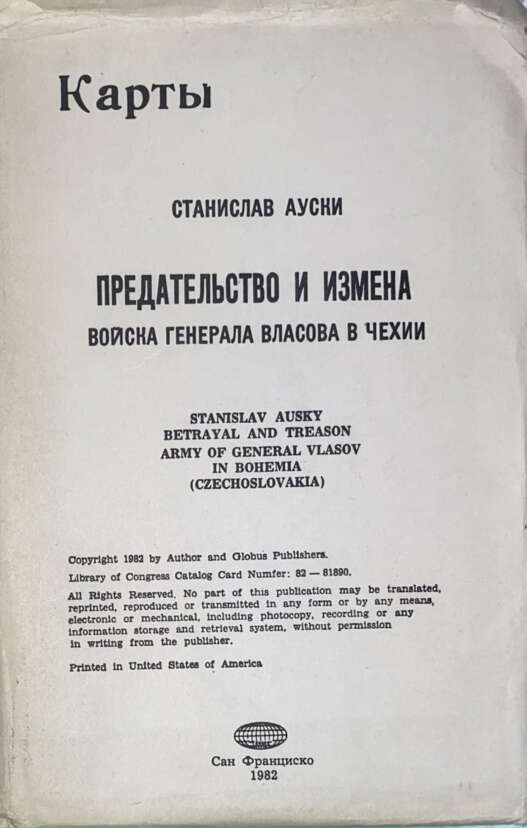 Карты
СТАНИСЛАВ АУСКИ
ПРЕДАТЕЛЬСТВО И ИЗМЕНА
ВОЙСКА ГЕНЕРАЛА ВЛАСОВА В ЧЕХИИ
STANISLAV AUSKY
BETRAYAL AND TREASON
ARMY OF GENERAL VLASOV
IN BOHEMIA
(CZECHOSLOVAKIA)
Copyright 1982 by Author and Globus Publishers.
Library of Congress Catalog Card Numfer: 82 — 81890.
All Rights Reserved. No part of this publication may be translated,
reprinted, reproduced or transmitted in any form or by any means,
electronic or mechanical, including photocopy, recording or any
information storage and retrieval system, without permission
in writing from the publisher.
Printed in United States of America
Сан Франциско
1982